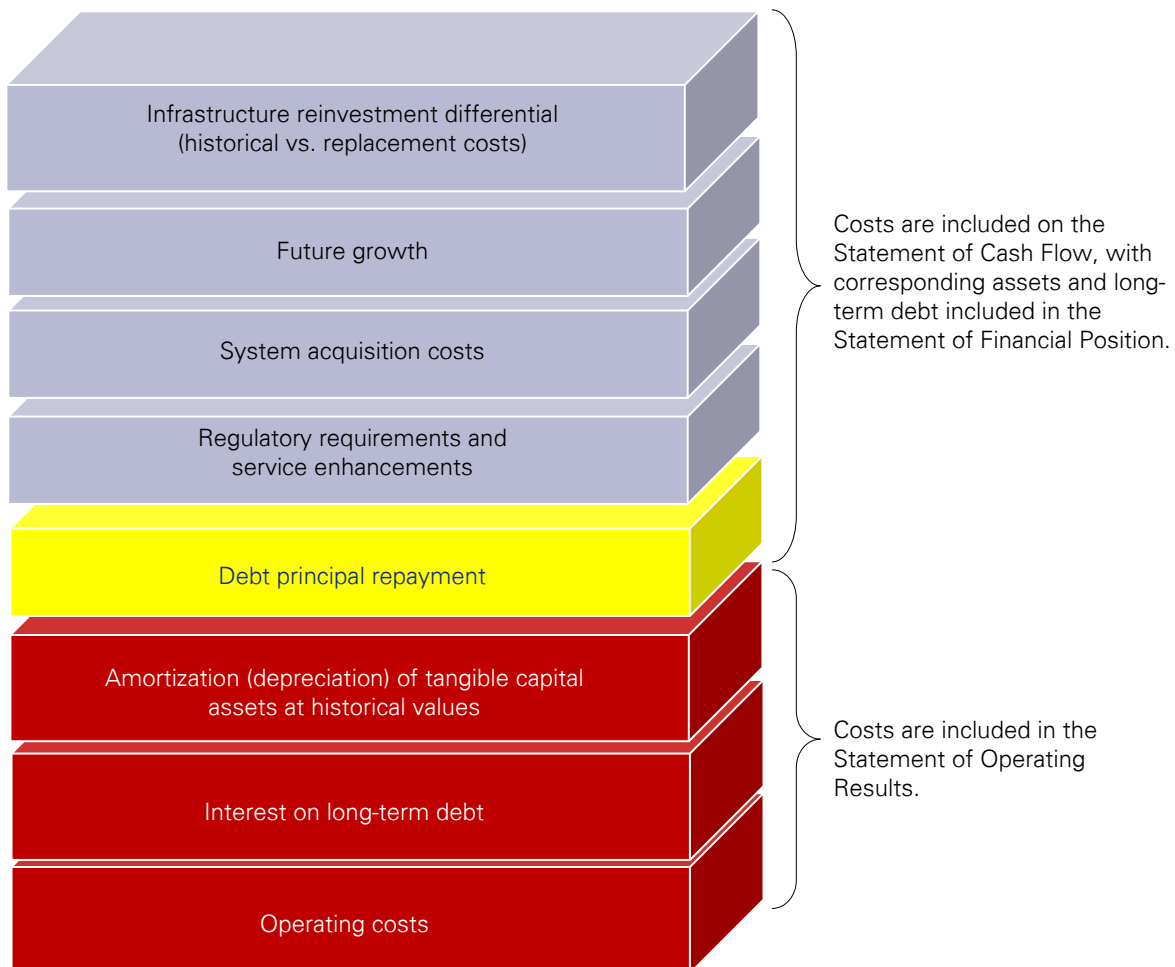 Infrastructure reinvestment differential
(historical vs. replacement costs)
Future growth
System acquisition costs
Regulatory requirements and
service enhancements
Debt principal repayment
Amortization (depreciation) of tangible capital
assets at historical values
Interest on long-term debt
Operating costs
Costs are included on the
Statement of Cash Flow, with
corresponding assets and long-
term debt included in the
Statement of Financial Position.
Costs are included in the
Statement of Operating
Results.